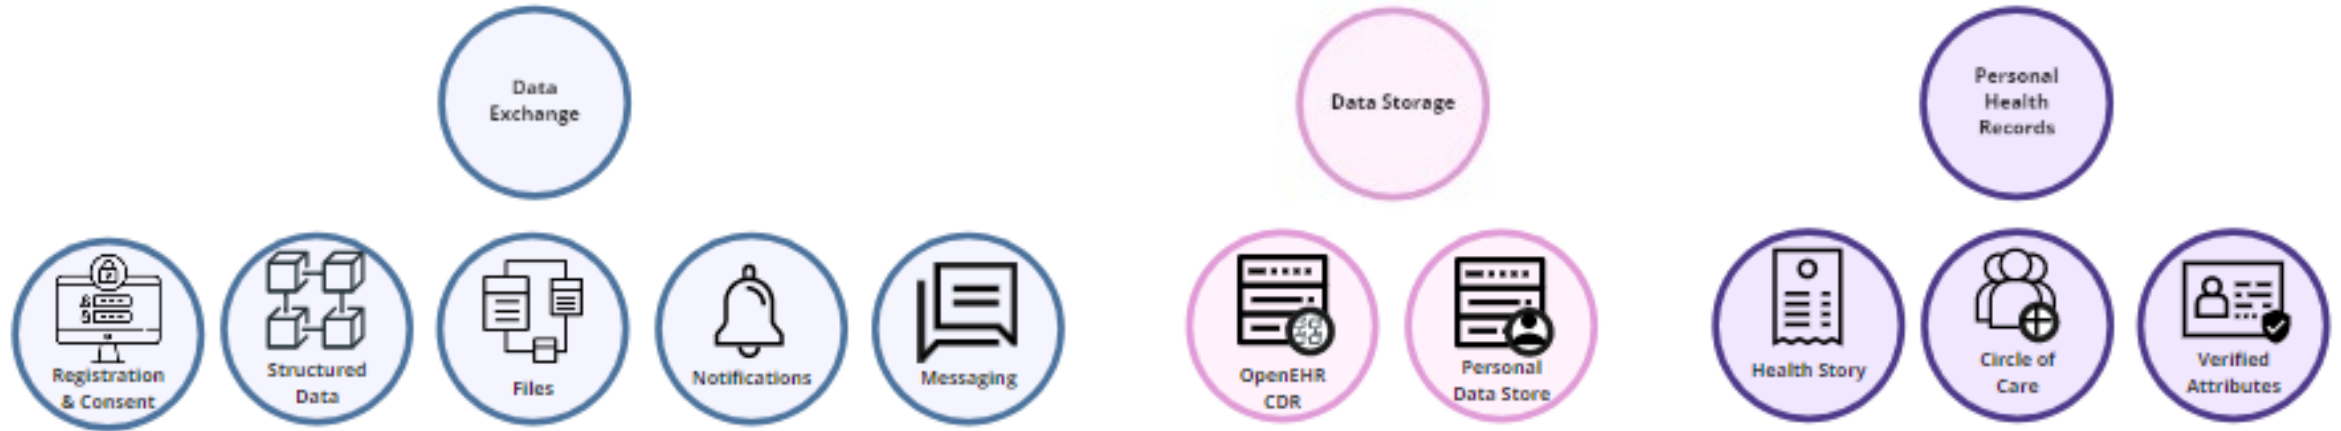 Data
Exchange
Data Storage
Personal
Health
Records
Registration
& Consent
Structured
Data
Files
Notifications
Messaging
OpenEHR
CDR
Personal
Data Store
Health Story
Circle of
Care
Verified
Attributes